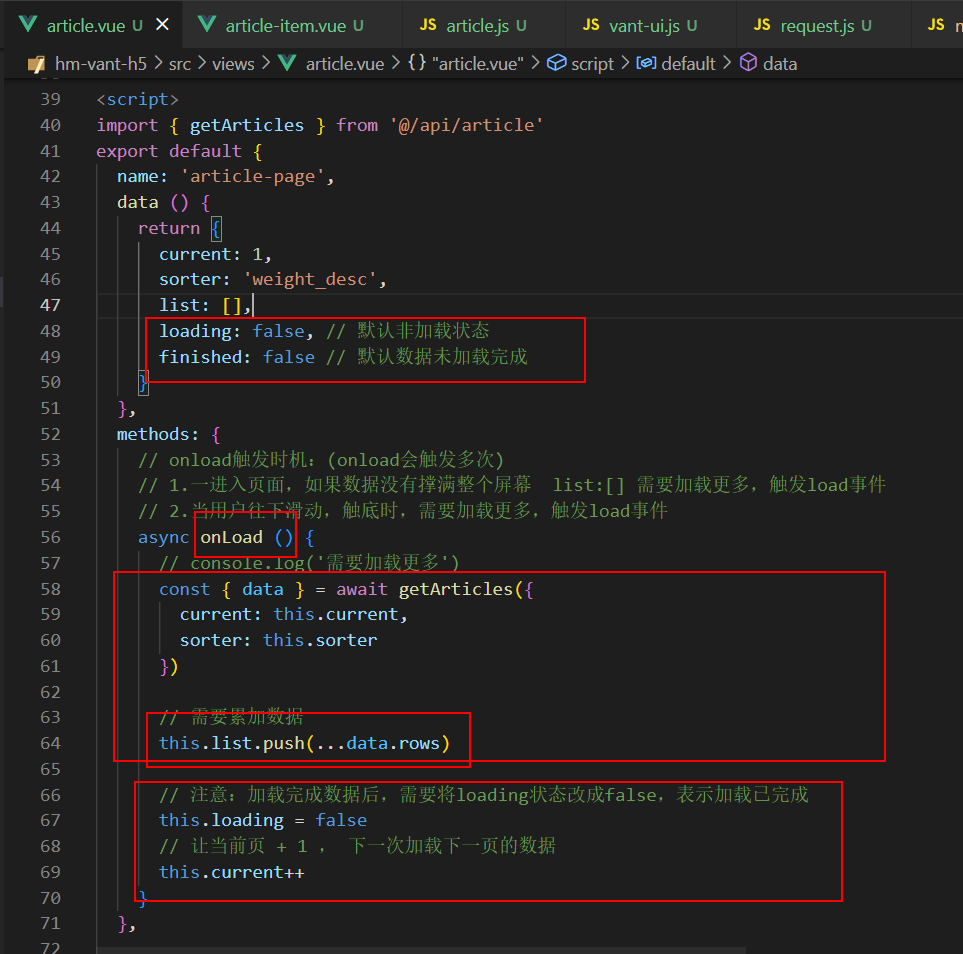 article.vue U
article-item.vue U
JS article.js U
JS vant-ui.js U
JS request.js U
JS
hm-vant-h5 > src > views > article.vue > {} "article.vue" > script > default > data
39 <script>
40 import { getArticles } from '@/api/article'
41 export default {
42 name: 'article-page',
43 data () {
44 return {
45 current: 1,
46 sorter: 'weight_desc',
47 list: [],
48 loading: false, // 默认非加载状态
49 finished: false // 默认数据未加载完成
50 }
51 },
52 methods: {
53 // onload触发时机：(onload会触发多次)
54 // 1.一进入页面，如果数据没有撑满整个屏幕  list:[] 需要加载更多，触发load事件
55 // 2.当用户往下滑动，触底时，需要加载更多，触发load事件
56 async onLoad () {
57 // console.log('需要加载更多')
58 const { data } = await getArticles({
59 current: this.current,
60 sorter: this.sorter
61 })
62
63 // 需要累加数据
64 this.list.push(...data.rows)
65
66 // 注意：加载完成数据后，需要将loading状态改成false，表示加载已完成
67 this.loading = false
68 // 让当前页 + 1 ， 下一次加载下一页的数据
69 this.current++
70 }
71 },
72